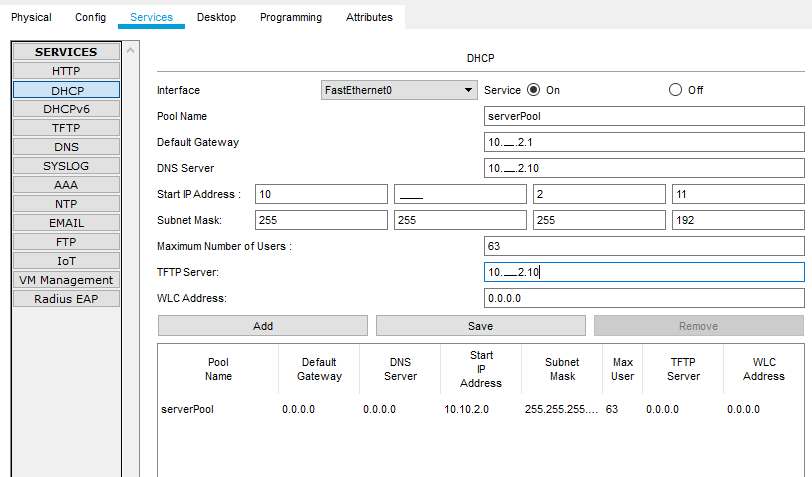 Physical Config Services Desktop Programming Attributes
SERVICES
HTTP
DHCP
DHCPv6
TFTP
DNS
SYSLOG
AAA
NTP
EMAIL
FTP
IoT
VM Management
Radius EAP
DHCP
Interface FastEthernet0 Service On Off
Pool Name serverPool
Default Gateway 10.__.2.1
DNS Server 10.__.2.10
Start IP Address : 10 ____ 2 11
Subnet Mask: 255 255 255 192
Maximum Number of Users : 63
TFTP Server: 10.__2.10
WLC Address: 0.0.0.0
Add Save Remove
Pool Name Default Gateway DNS Server Start IP Address Subnet Mask Max User TFTP Server WLC Address
serverPool 0.0.0.0 0.0.0.0 10.10.2.0 255.255.255.... 63 0.0.0.0 0.0.0.0